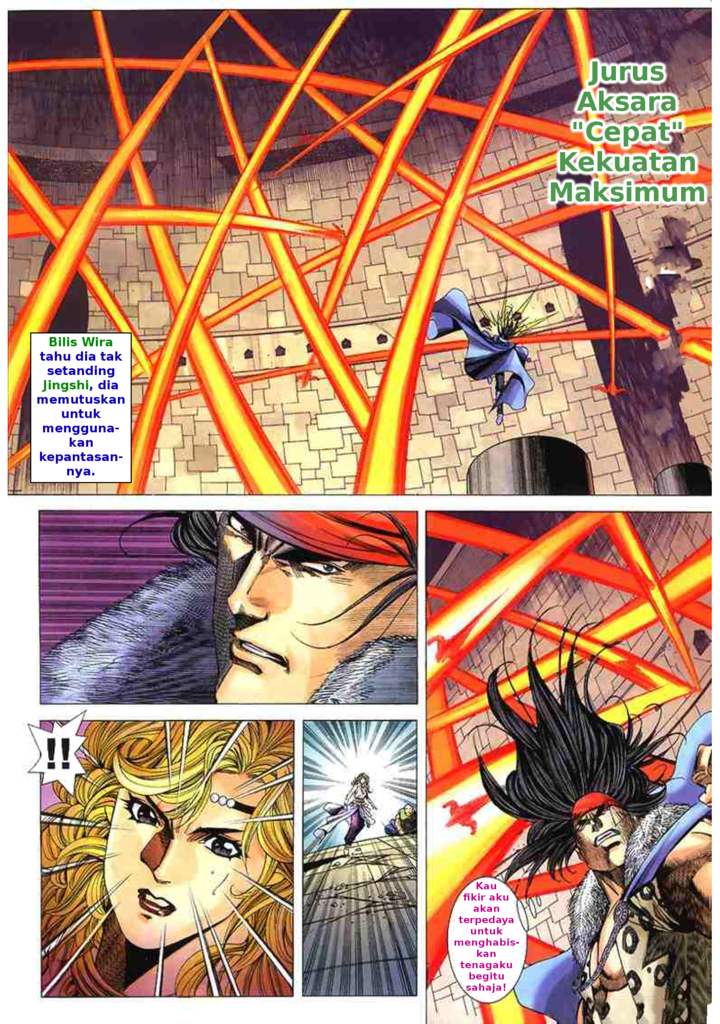 Jurus
Aksara
"Cepat"
Kekuatan
Maksimum
Bilis Wira
tahu dia tak
setanding
Jingshi, dia
memutuskan
untuk
mengguna-
kan
kepantasan-
nya.
!!
Kau
fikir aku
akan
terpedaya
untuk
menghabis-
kan
tenagaku
begitu
sahaja!